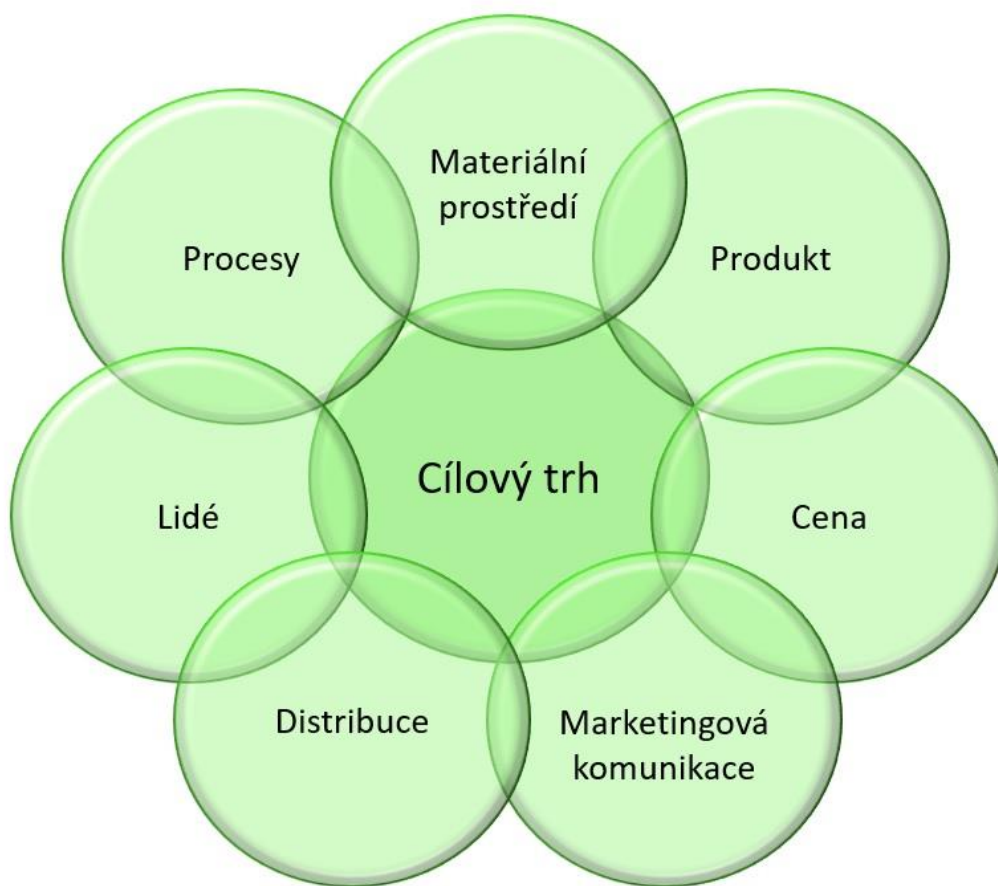 Materiální
prostředí
Procesy
Produkt
Cílový trh
Lidé
Cena
Distribuce
Marketingová
komunikace